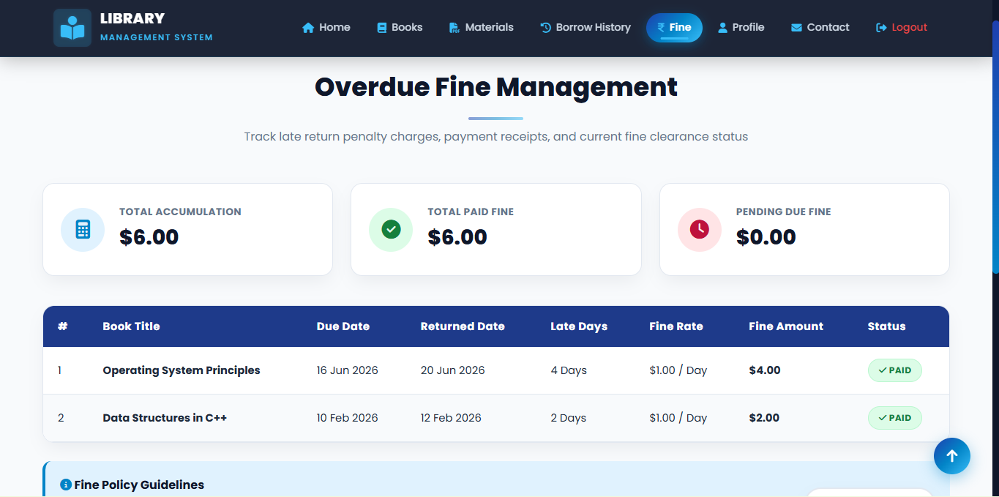 LIBRARY
MANAGEMENT SYSTEM
Home
Books
Materials
Borrow History
₹ Fine
Profile
Contact
Logout
Overdue Fine Management
Track late return penalty charges, payment receipts, and current fine clearance status
TOTAL ACCUMULATION
$6.00
TOTAL PAID FINE
$6.00
PENDING DUE FINE
$0.00
# Book Title Due Date Returned Date Late Days Fine Rate Fine Amount Status
1 Operating System Principles 16 Jun 2026 20 Jun 2026 4 Days $1.00 / Day $4.00 PAID
2 Data Structures in C++ 10 Feb 2026 12 Feb 2026 2 Days $1.00 / Day $2.00 PAID
Fine Policy Guidelines